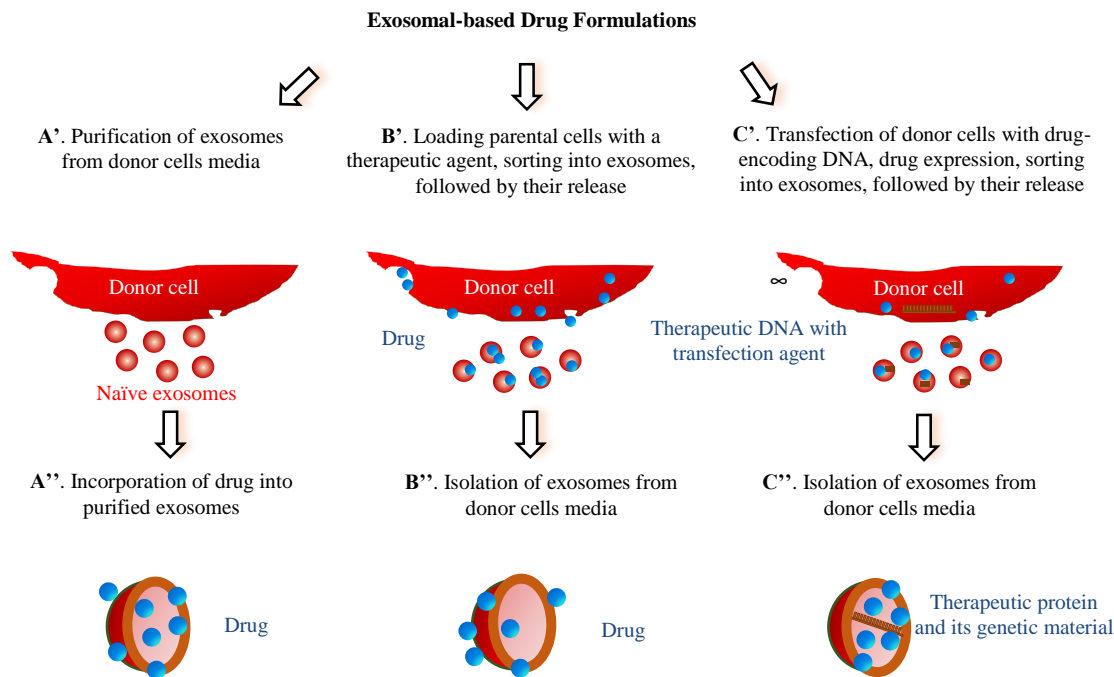 Exosomal-based Drug Formulations
A’. Purification of exosomes
from donor cells media
B’. Loading parental cells with a
therapeutic agent, sorting into exosomes,
followed by their release
C’. Transfection of donor cells with drug-
encoding DNA, drug expression, sorting
into exosomes, followed by their release
Donor cell
Naïve exosomes
Donor cell
Drug
∞
Donor cell
Therapeutic DNA with
transfection agent
A’’. Incorporation of drug into
purified exosomes
B’’. Isolation of exosomes from
donor cells media
C’’. Isolation of exosomes from
donor cells media
Drug
Drug
Therapeutic protein
and its genetic material